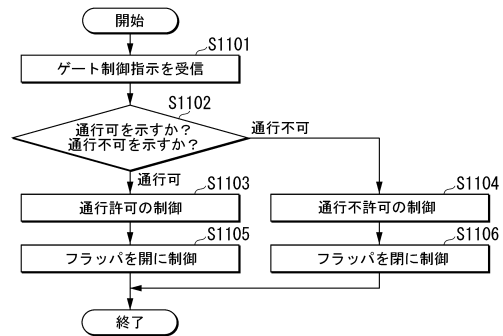 開始
S1101
ゲート制御指示を受信
S1102
通行可を示すか？
通行不可を示すか？
通行不可
通行可
S1103
通行許可の制御
S1104
通行不許可の制御
S1105
フラッパを開に制御
S1106
フラッパを閉に制御
終了